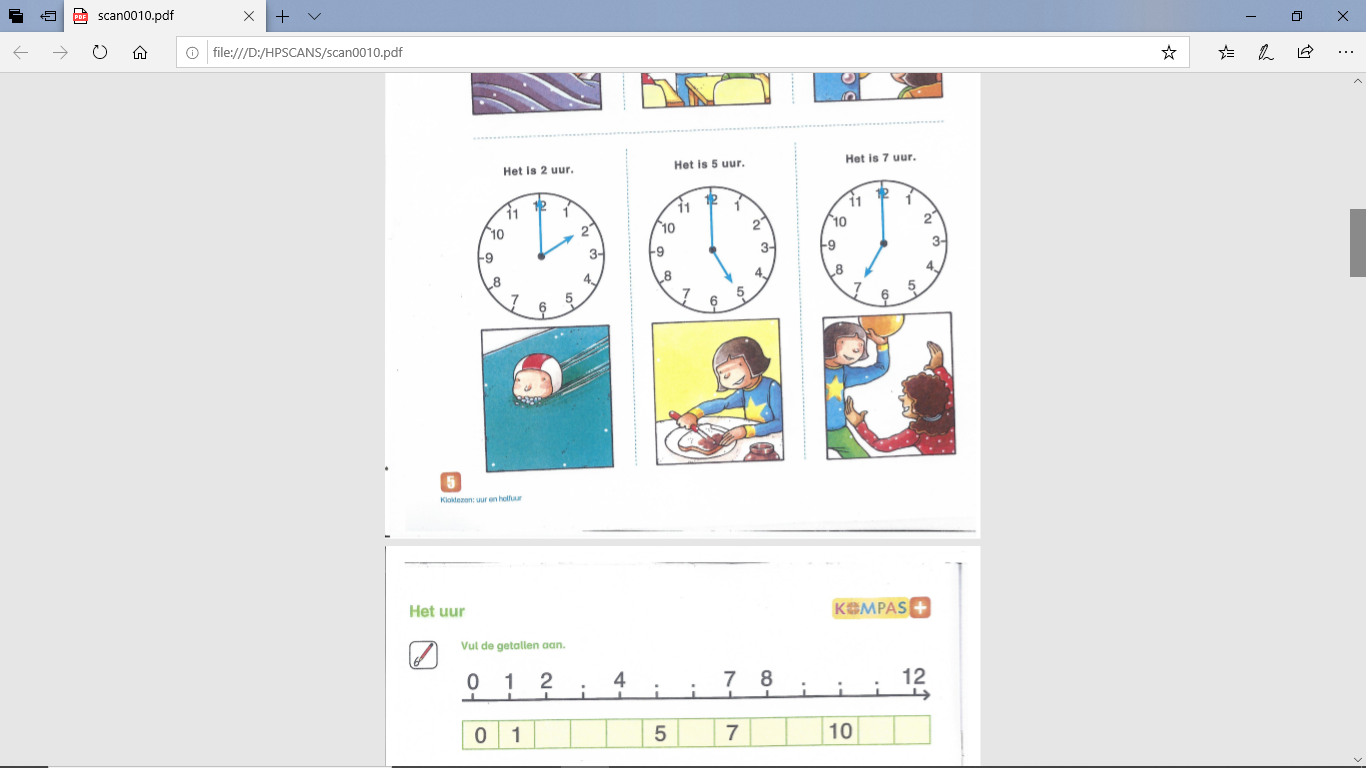 scan0010.pdf
file:///D:/HPSCANS/scan0010.pdf
Het is 2 uur.
Het is 5 uur.
Het is 7 uur.
12 1 2 3 4 5 6 7 8 9 10 11
12 1 2 3 4 5 6 7 8 9 10 11
12 1 2 3 4 5 6 7 8 9 10 11
5
Kloklezen: uur en halfuur
Het uur
KOMPAS+
Vul de getallen aan.
0 1 2 . 4 . . 7 8 . . . 12
0 1 5 7 10